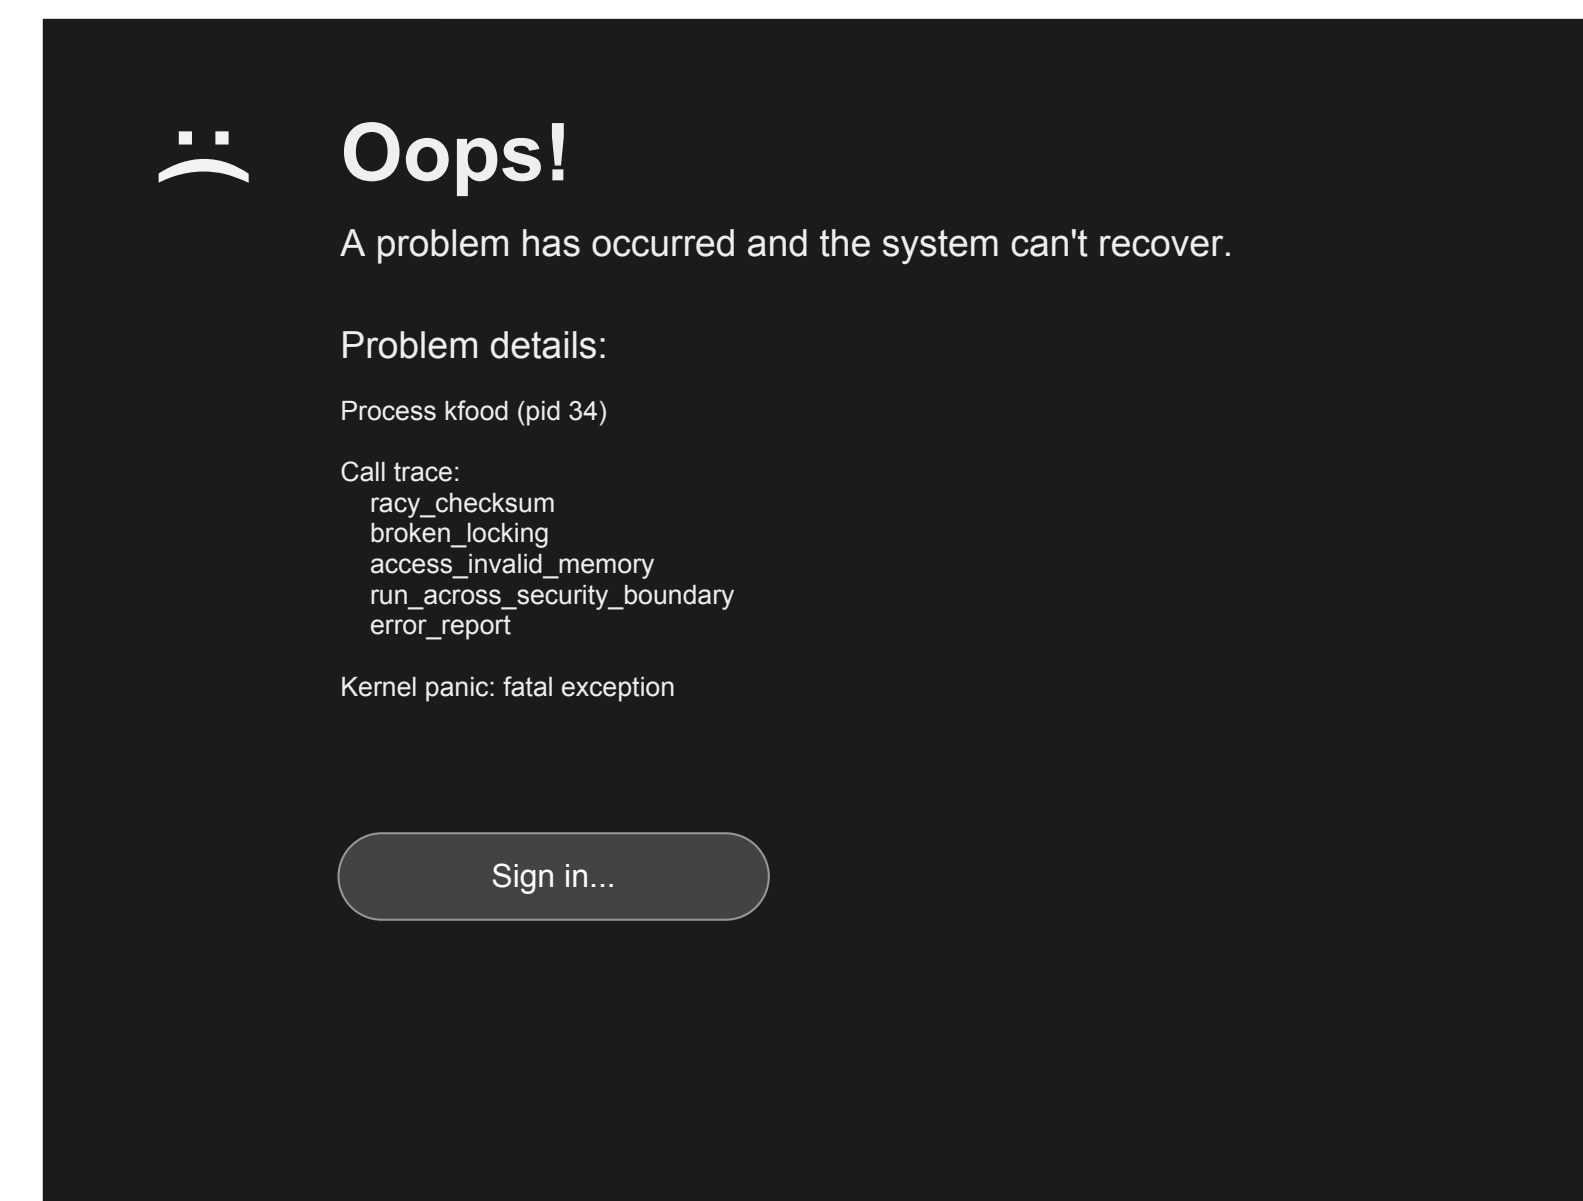 Oops!
A problem has occurred and the system can't recover.
Problem details:
Process kfood (pid 34)
Call trace:
racy_checksum
broken_locking
access_invalid_memory
run_across_security_boundary
error_report
Kernel panic: fatal exception
Sign in...